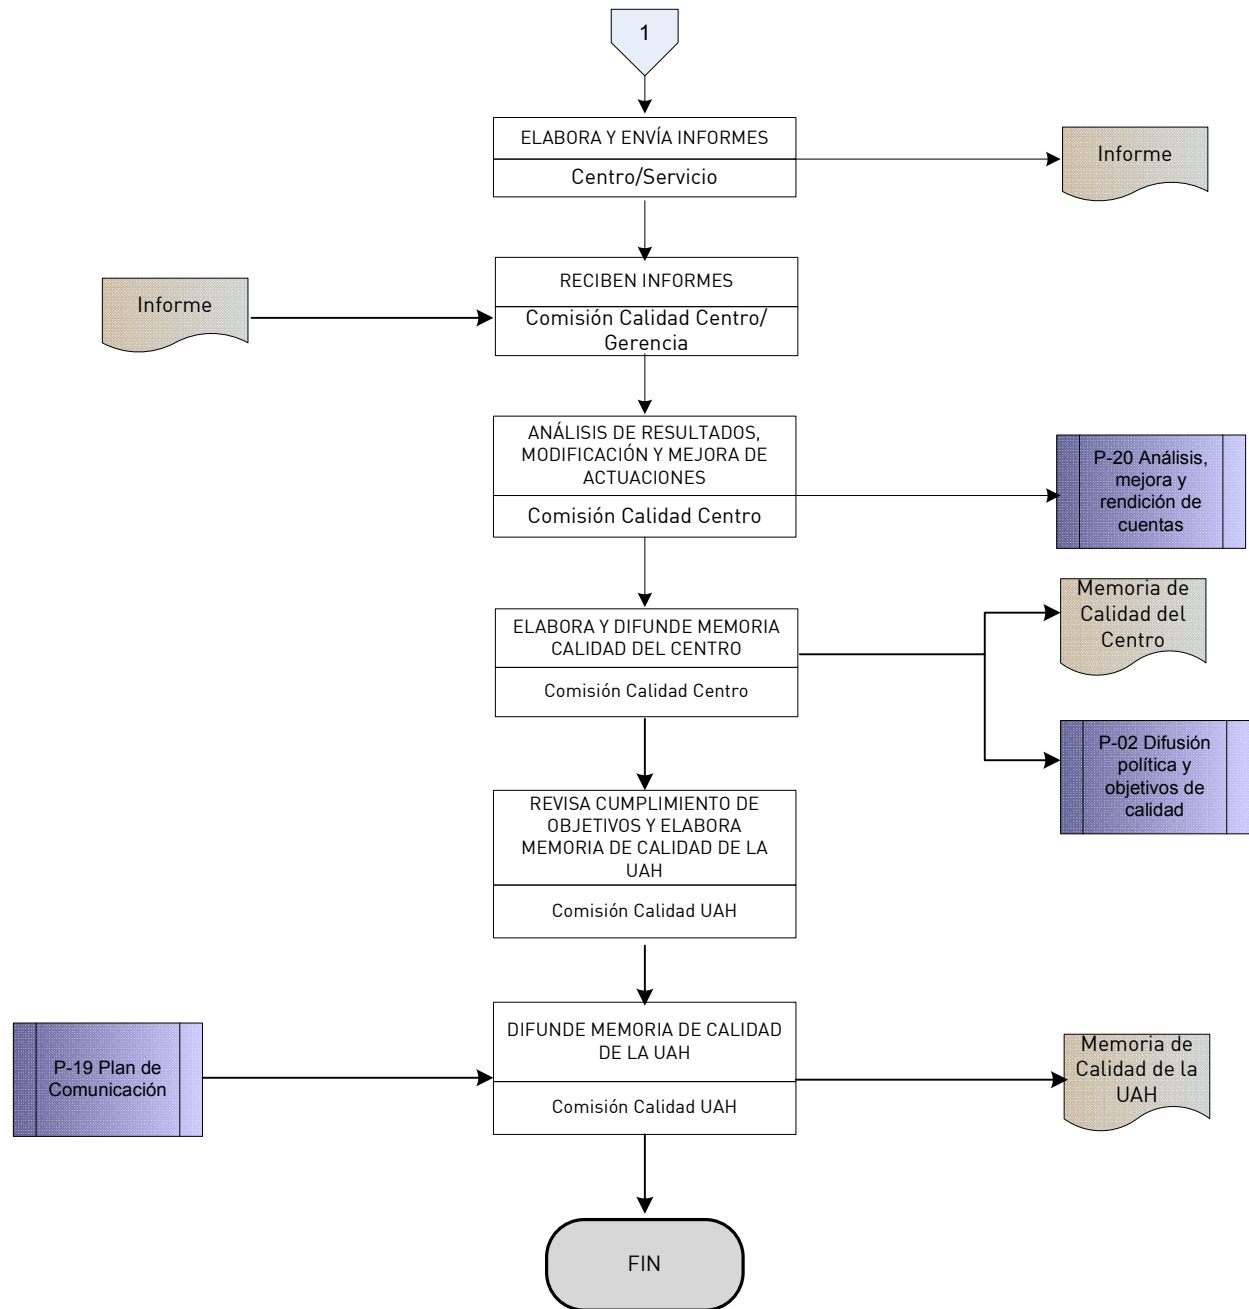 1
ELABORA Y ENVÍA INFORMES
Centro/Servicio
Informe
RECIBEN INFORMES
Comisión Calidad Centro/
Gerencia
Informe
ANÁLISIS DE RESULTADOS,
MODIFICACIÓN Y MEJORA DE
ACTUACIONES
Comisión Calidad Centro
P-20 Análisis,
mejora y
rendición de
cuentas
ELABORA Y DIFUNDE MEMORIA
CALIDAD DEL CENTRO
Comisión Calidad Centro
Memoria de
Calidad del
Centro
P-02 Difusión
política y
objetivos de
calidad
REVISA CUMPLIMIENTO DE
OBJETIVOS Y ELABORA
MEMORIA DE CALIDAD DE LA
UAH
Comisión Calidad UAH
P-19 Plan de
Comunicación
DIFUNDE MEMORIA DE CALIDAD
DE LA UAH
Comisión Calidad UAH
Memoria de
Calidad de la
UAH
FIN